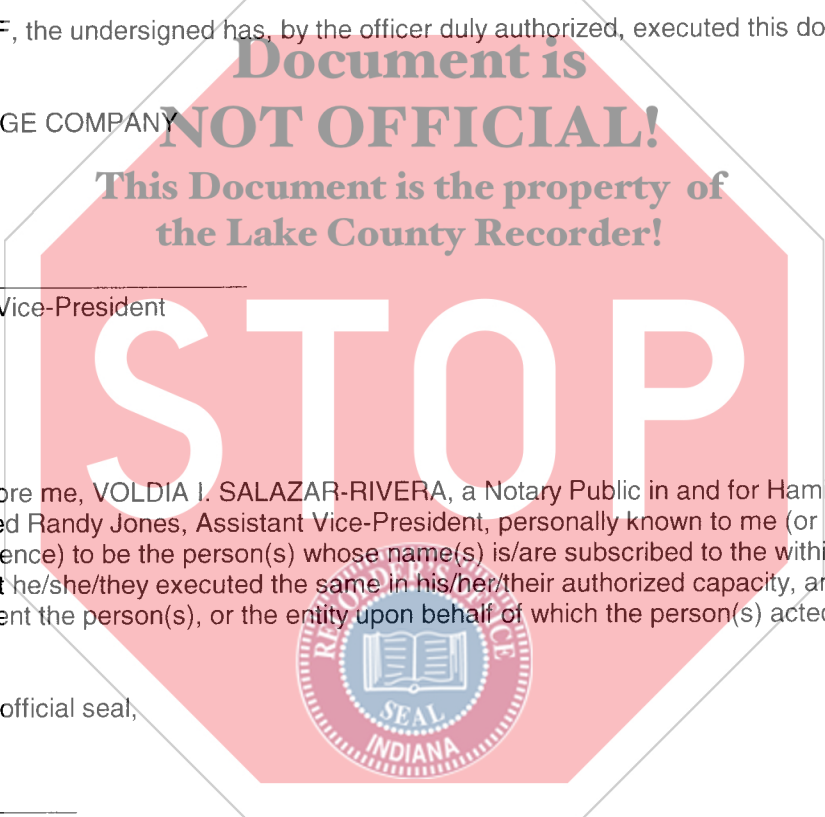 , the undersigned has, by the officer duly authorized, executed this do
Document is
GE COMPANY
NOT OFFICIAL!
This Document is the property of
the Lake County Recorder!
Vice-President
STOP
ore me, VOLDIA I. SALAZAR-RIVERA, a Notary Public in and for Ham
ed Randy Jones, Assistant Vice-President, personally known to me (or
ence) to be the person(s) whose name(s) is/are subscribed to the withi
t he/she/they executed the same in his/her/their authorized capacity, an
ent the person(s), or the entity upon behalf of which the person(s) acted
RECORDER'S OFFICE
SEAL
INDIANA
official seal,